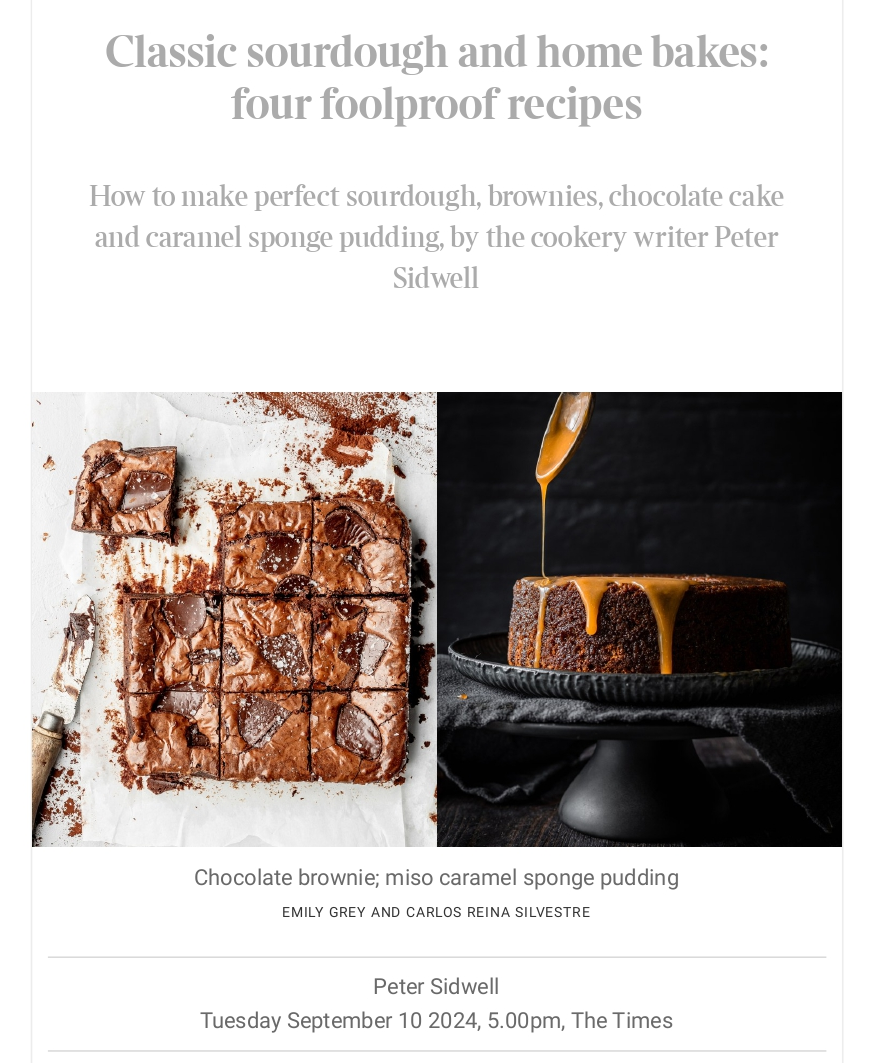 Classic sourdough and home bakes:
four foolproof recipes
How to make perfect sourdough, brownies, chocolate cake
and caramel sponge pudding, by the cookery writer Peter
Sidwell
Chocolate brownie; miso caramel sponge pudding
EMILY GREY AND CARLOS REINA SILVESTRE
Peter Sidwell
Tuesday September 10 2024, 5.00pm, The Times